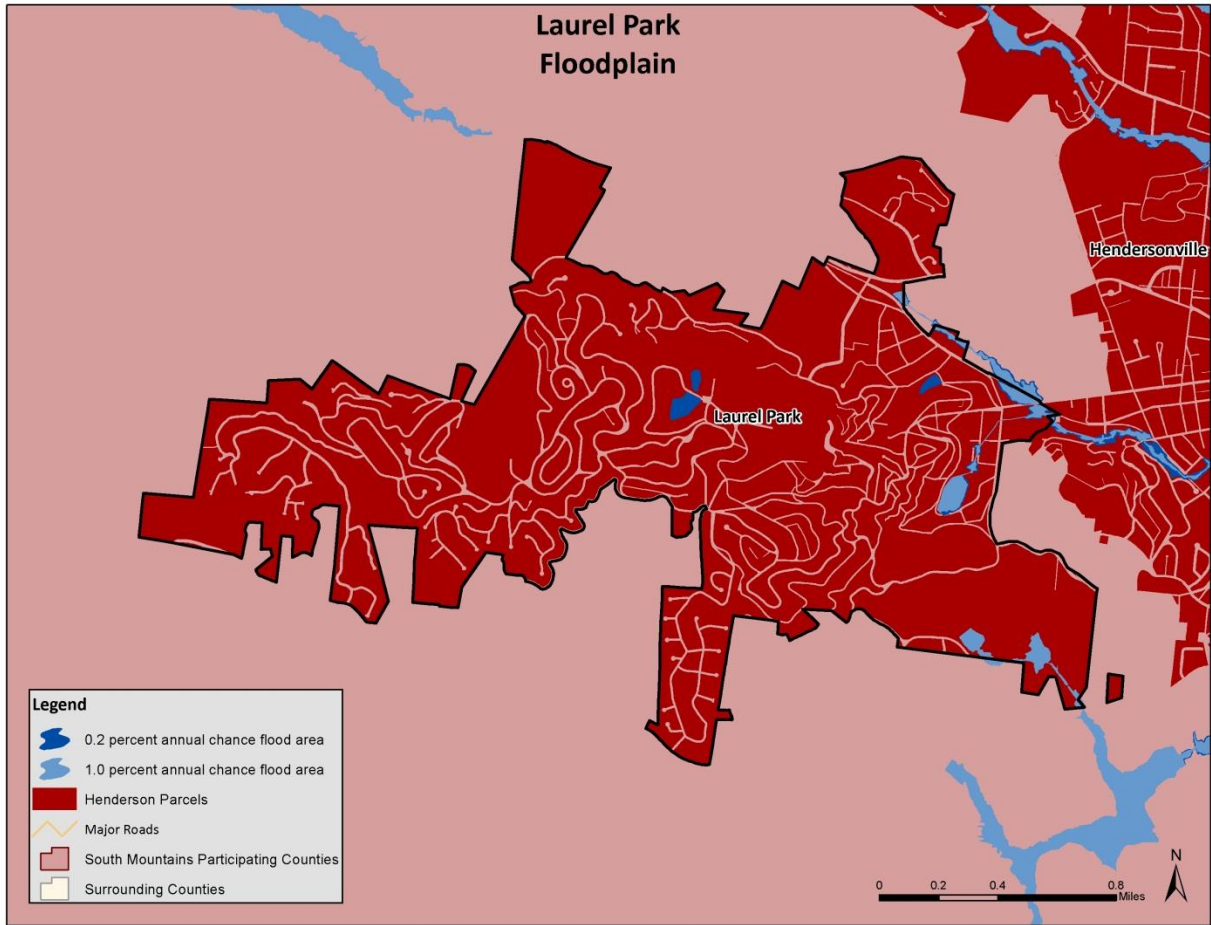 Laurel Park
Floodplain
Hendersonville
Laurel Park
Legend
0.2 percent annual chance flood area
1.0 percent annual chance flood area
Henderson Parcels
Major Roads
South Mountains Participating Counties
Surrounding Counties
N
0 0.2 0.4 0.8
Miles